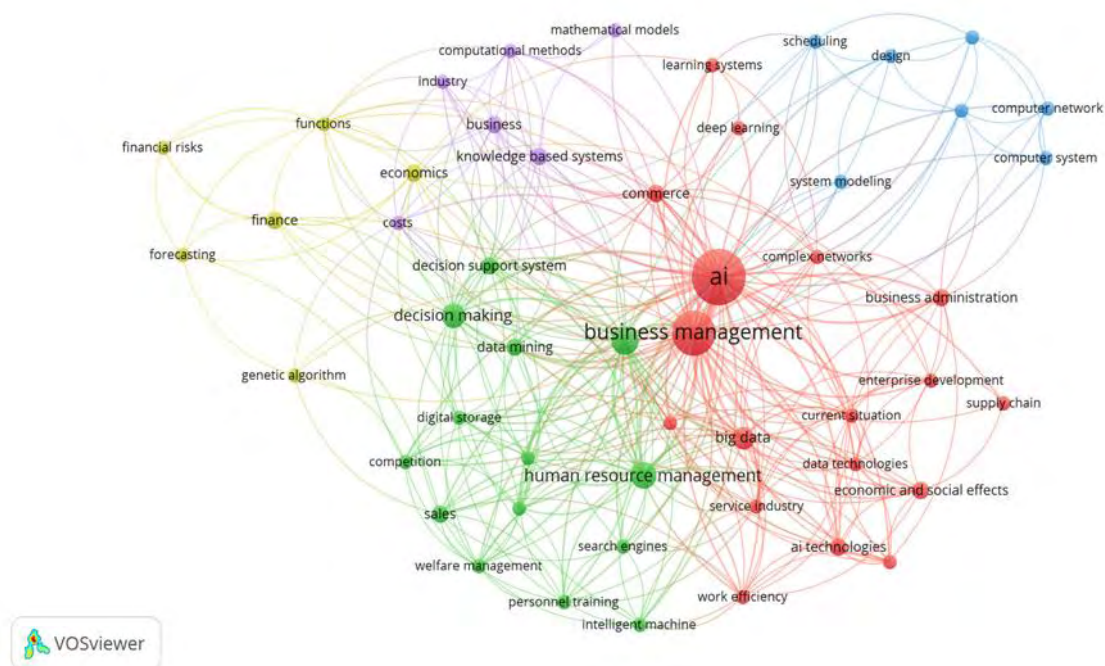 mathematical models
scheduling
computational methods
design
learning systems
industry
computer network
functions
business
deep learning
financial risks
knowledge based systems
computer system
economics
system modeling
commerce
finance
costs
forecasting
complex networks
decision support system
ai
business administration
decision making
business management
data mining
genetic algorithm
enterprise development
supply chain
digital storage
current situation
big data
competition
data technologies
human resource management
economic and social effects
service industry
sales
search engines
ai technologies
welfare management
work efficiency
personnel training
intelligent machine
VOSviewer